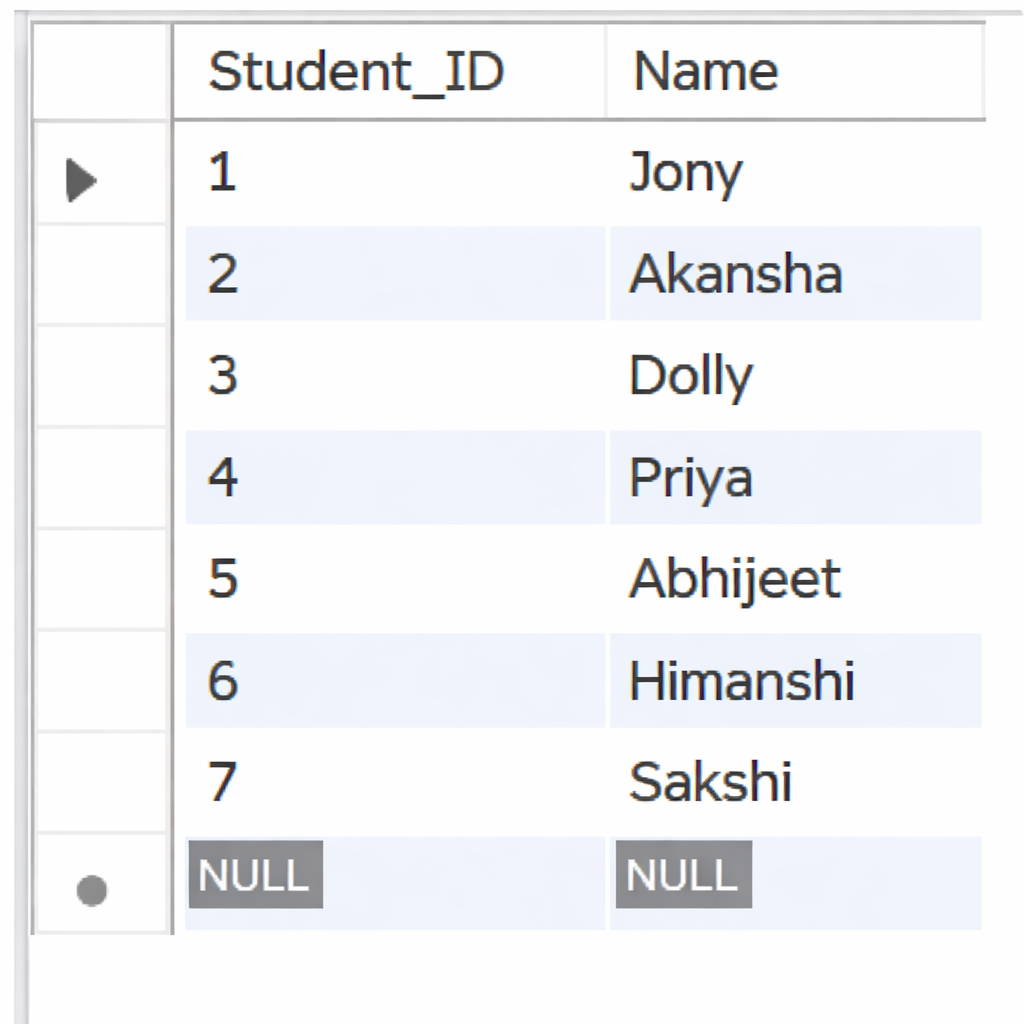 Student_ID Name
1 Jony
2 Akansha
3 Dolly
4 Priya
5 Abhijeet
6 Himanshi
7 Sakshi
NULL NULL